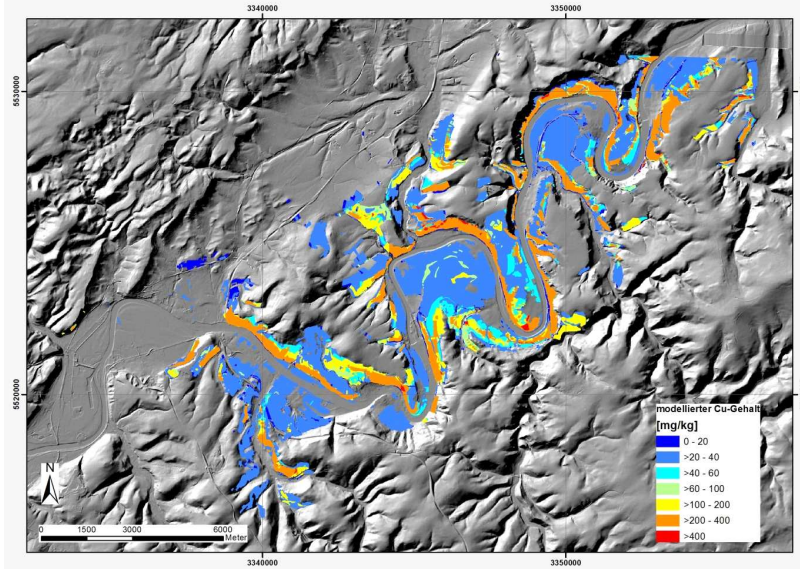 3340000 3350000
5530000
5520000
modellierter Cu-Gehalt
[mg/kg]
0 - 20
>20 - 40
>40 - 60
>60 - 100
>100 - 200
>200 - 400
>400
N
0 1500 3000 6000
Meter
3340000 3350000